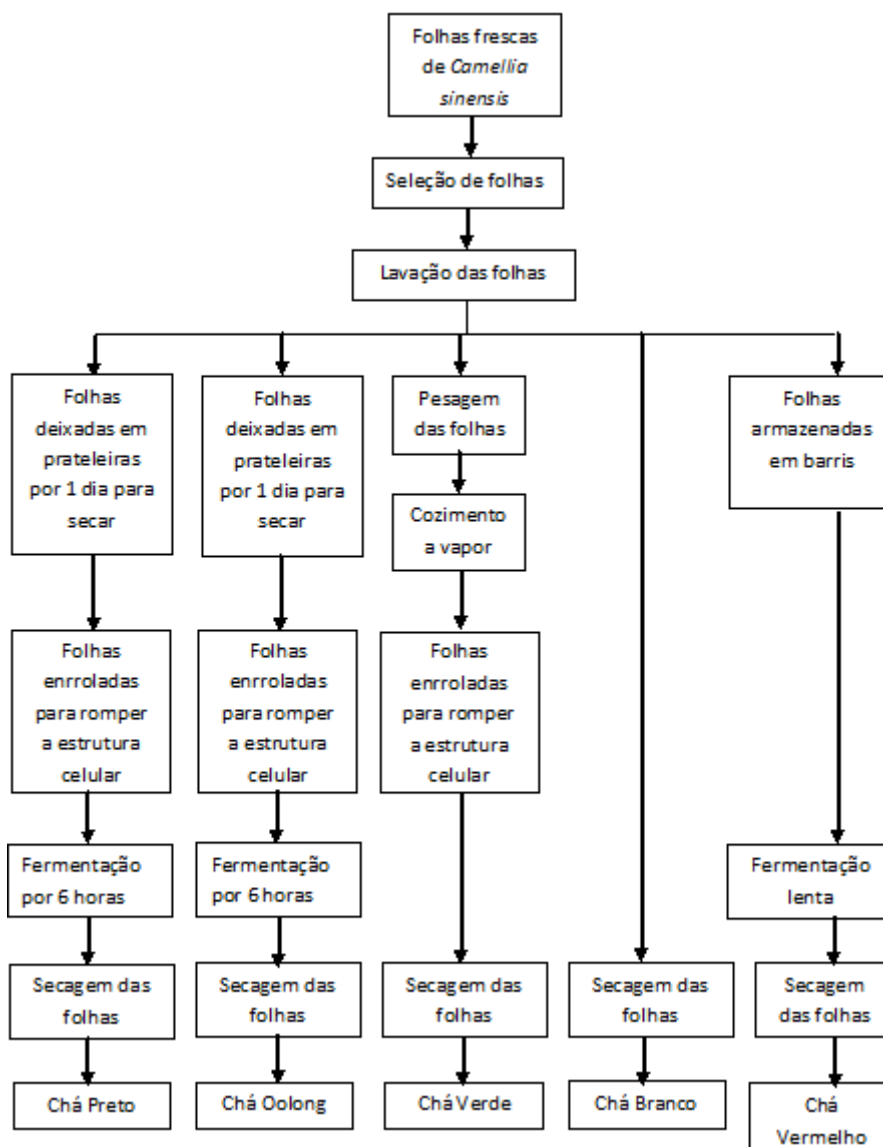 Folhas frescas
de Camellia
sinensis
Seleção de folhas
Lavação das folhas
Folhas
deixadas em
prateleiras
por 1 dia para
secar
Folhas
deixadas em
prateleiras
por 1 dia para
secar
Pesagem
das folhas
Folhas
armazenadas
em barris
Cozimento
a vapor
Folhas
enrroladas
para romper
a estrutura
celular
Folhas
enrroladas
para romper
a estrutura
celular
Folhas
enrroladas
para romper
a estrutura
celular
Fermentação
por 6 horas
Fermentação
por 6 horas
Fermentação
lenta
Secagem das
folhas
Secagem das
folhas
Secagem das
folhas
Secagem das
folhas
Secagem
das folhas
Chá Preto
Chá Oolong
Chá Verde
Chá Branco
Chá
Vermelho